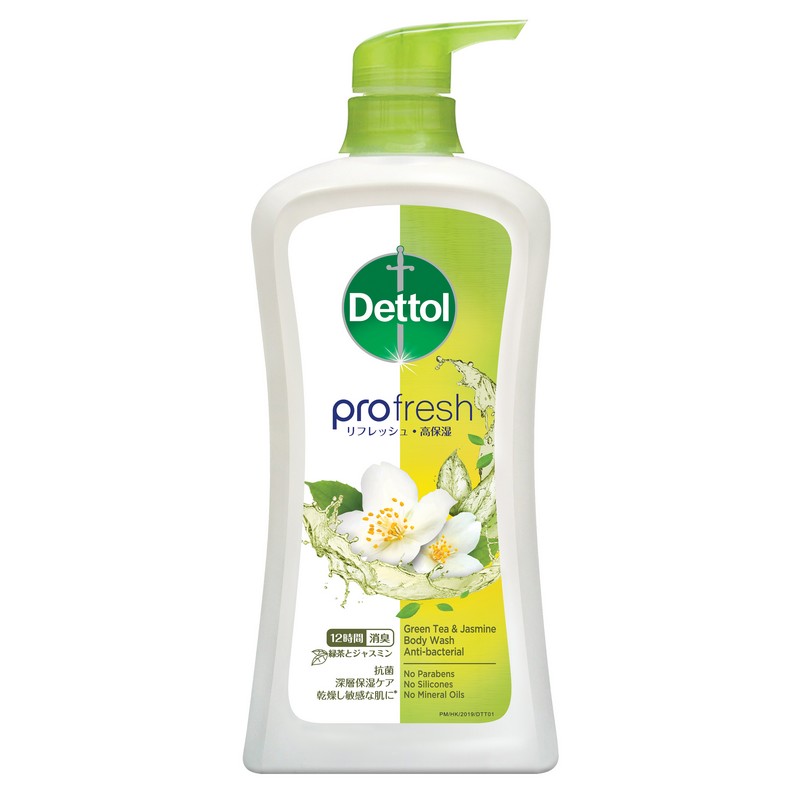 Dettol
profresh
リフレッシュ・高保湿
12時間 消臭
緑茶とジャスミン
抗菌
深層保湿ケア
乾燥し敏感な肌に*
Green Tea & Jasmine
Body Wash
Anti-bacterial
No Parabens
No Silicones
No Mineral Oils
PM/HK/2019/DTT01